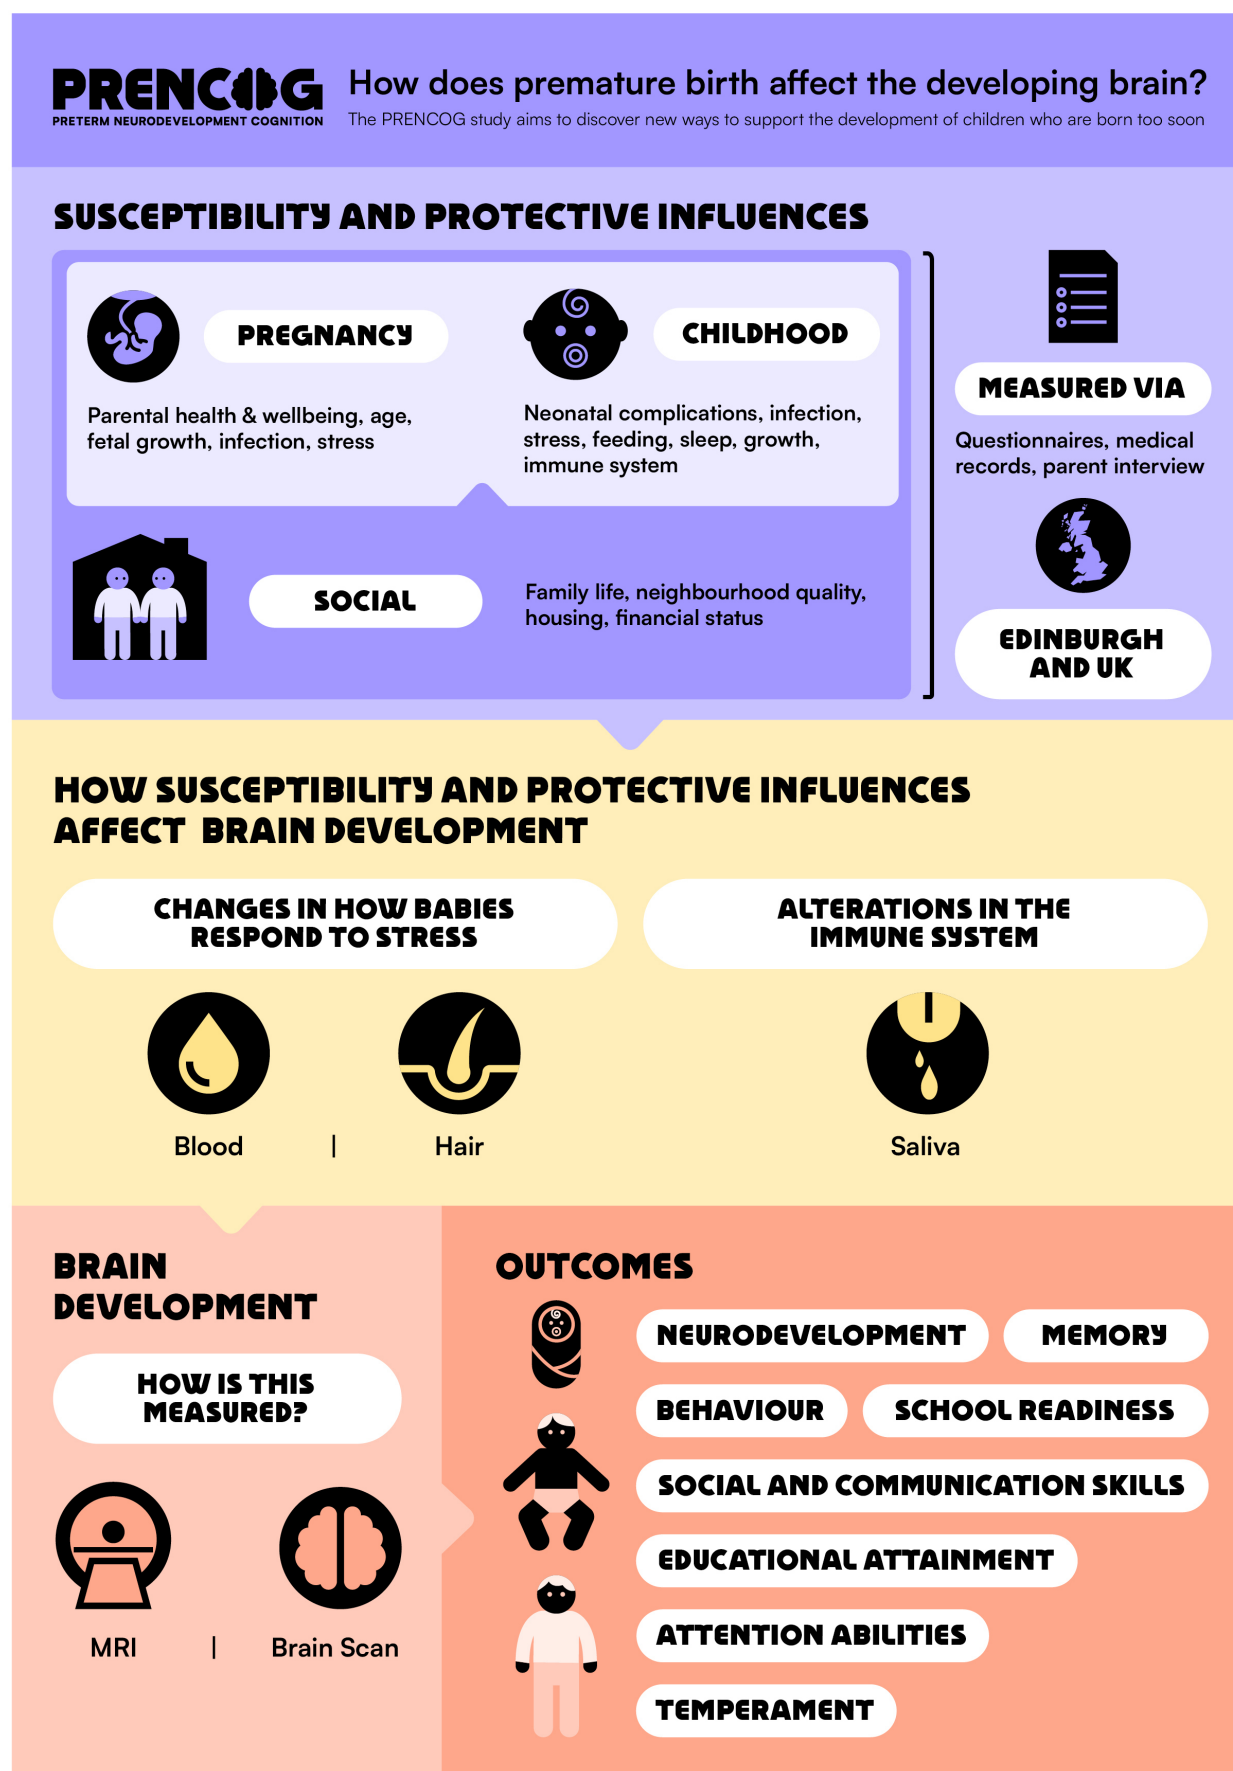 PRENCOG
PRETERM NEURODEVELOPMENT COGNITION
How does premature birth affect the developing brain?
The PRENCOG study aims to discover new ways to support the development of children who are born too soon
SUSCEPTIBILITY AND PROTECTIVE INFLUENCES
PREGNANCY
Parental health & wellbeing, age,
fetal growth, infection, stress
CHILDHOOD
Neonatal complications, infection,
stress, feeding, sleep, growth,
immune system
SOCIAL
Family life, neighbourhood quality,
housing, financial status
MEASURED VIA
Questionnaires, medical
records, parent interview
EDINBURGH
AND UK
HOW SUSCEPTIBILITY AND PROTECTIVE INFLUENCES
AFFECT BRAIN DEVELOPMENT
CHANGES IN HOW BABIES
RESPOND TO STRESS
Blood | Hair
ALTERATIONS IN THE
IMMUNE SYSTEM
Saliva
BRAIN
DEVELOPMENT
HOW IS THIS
MEASURED?
MRI | Brain Scan
OUTCOMES
NEURODEVELOPMENT
MEMORY
BEHAVIOUR
SCHOOL READINESS
SOCIAL AND COMMUNICATION SKILLS
EDUCATIONAL ATTAINMENT
ATTENTION ABILITIES
TEMPERAMENT